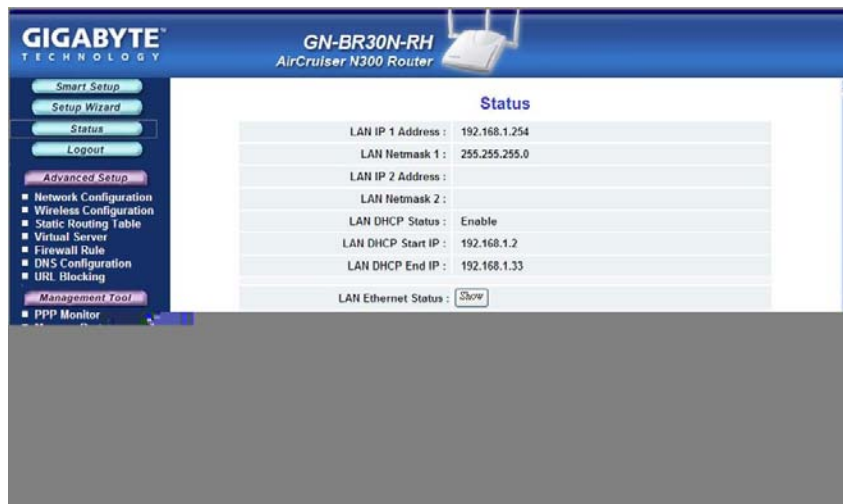 GIGABYTE™
TECHNOLOGY
GN-BR30N-RH
AirCruiser N300 Router
Smart Setup
Setup Wizard
Status
Logout
Advanced Setup
Network Configuration
Wireless Configuration
Static Routing Table
Virtual Server
Firewall Rule
DNS Configuration
URL Blocking
Management Tool
PPP Monitor
Status
LAN IP 1 Address :  192.168.1.254
LAN Netmask 1 :  255.255.255.0
LAN IP 2 Address :
LAN Netmask 2 :
LAN DHCP Status :  Enable
LAN DHCP Start IP :  192.168.1.2
LAN DHCP End IP :  192.168.1.33
LAN Ethernet Status :  Show